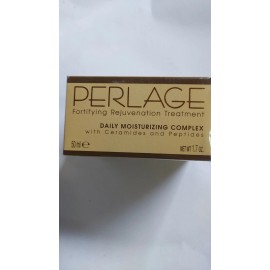 PERLAGE
Fortifying Rejuvenation Treatment
DAILY MOISTURIZING COMPLEX
with Ceramides and Peptides
50 ml ℮
NET WT 1.7 oz.